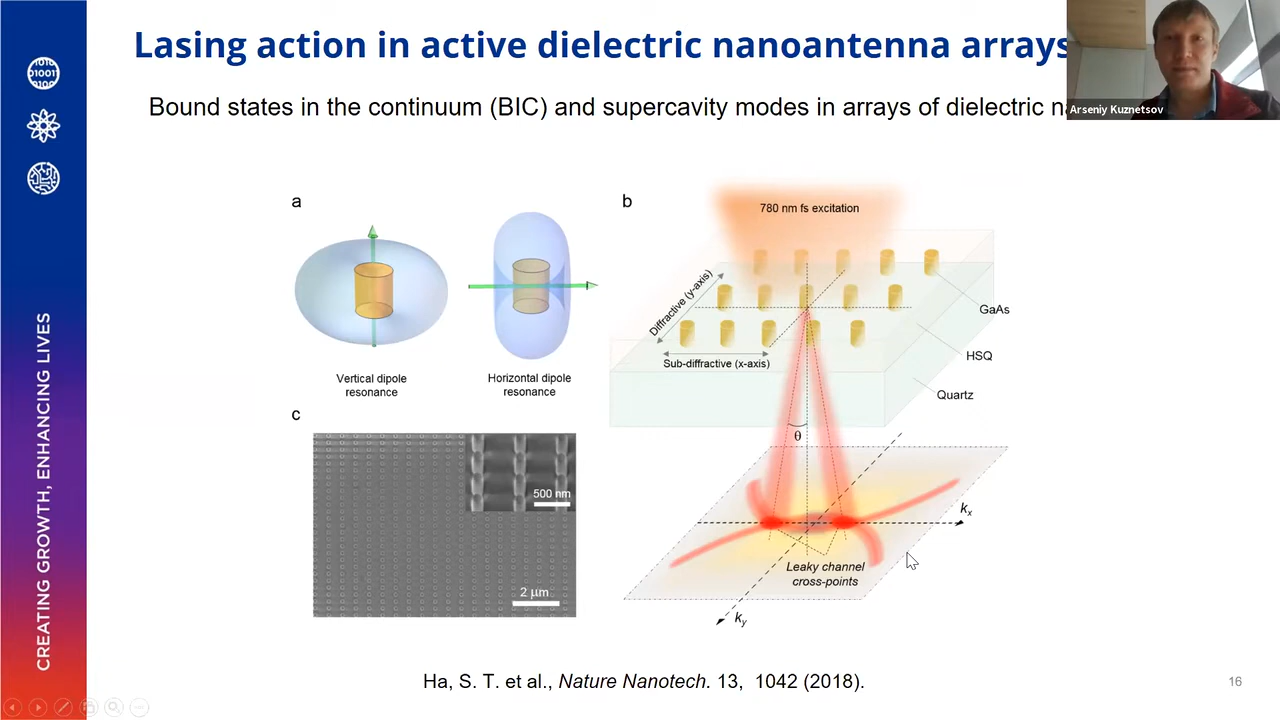 Lasing action in active dielectric nanoantenna arrays
Arseniy Kuznetsov
Bound states in the continuum (BIC) and supercavity modes in arrays of dielectric
CREATING GROWTH, ENHANCING LIVES
a
Vertical dipole
resonance
Horizontal dipole
resonance
b
780 nm fs excitation
Diffractive (y-axis)
Sub-diffractive (x-axis)
GaAs
HSQ
Quartz
θ
kx
Leaky channel
cross-points
ky
c
500 nm
2 μm
Ha, S. T. et al., Nature Nanotech. 13, 1042 (2018).
16